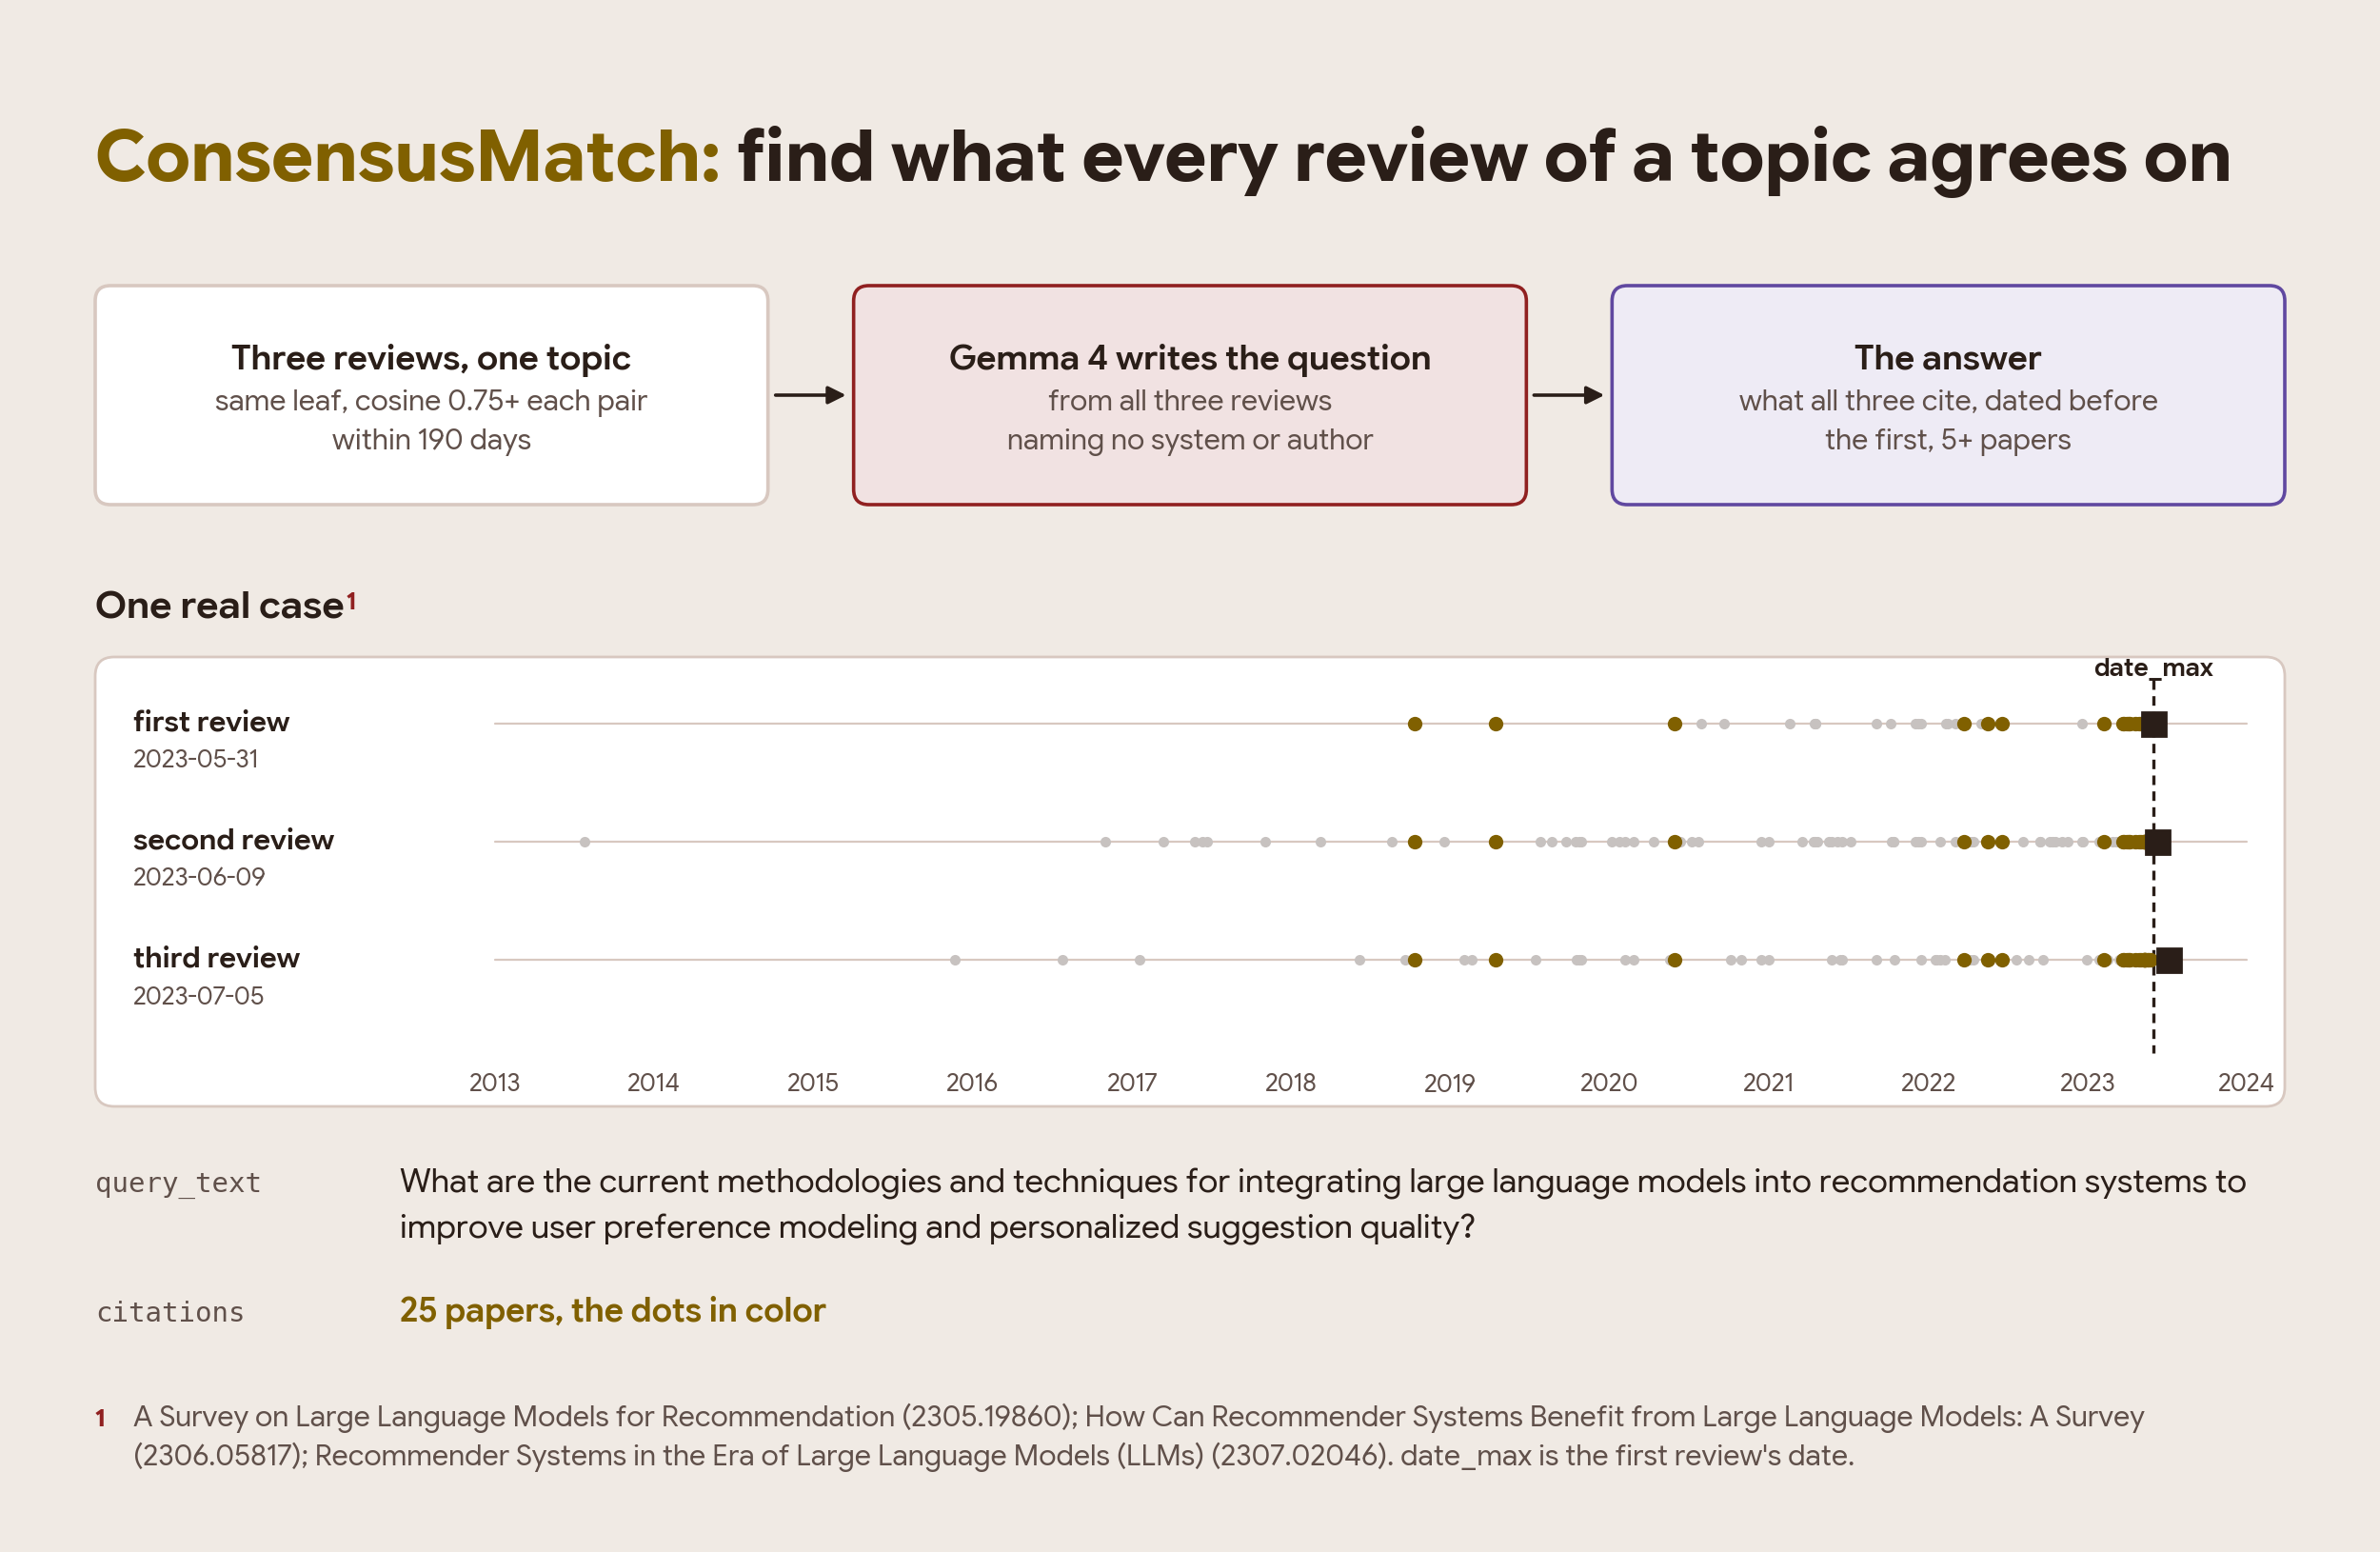 ConsensusMatch: find what every review of a topic agrees on
Three reviews, one topic
same leaf, cosine 0.75+ each pair
within 190 days
Gemma 4 writes the question
from all three reviews
naming no system or author
The answer
what all three cite, dated before
the first, 5+ papers
One real case¹
date_max
first review
2023-05-31
second review
2023-06-09
third review
2023-07-05
2013 2014 2015 2016 2017 2018 2019 2020 2021 2022 2023 2024
query_text
What are the current methodologies and techniques for integrating large language models into recommendation systems to
improve user preference modeling and personalized suggestion quality?
citations
25 papers, the dots in color
1 A Survey on Large Language Models for Recommendation (2305.19860); How Can Recommender Systems Benefit from Large Language Models: A Survey
(2306.05817); Recommender Systems in the Era of Large Language Models (LLMs) (2307.02046). date_max is the first review's date.